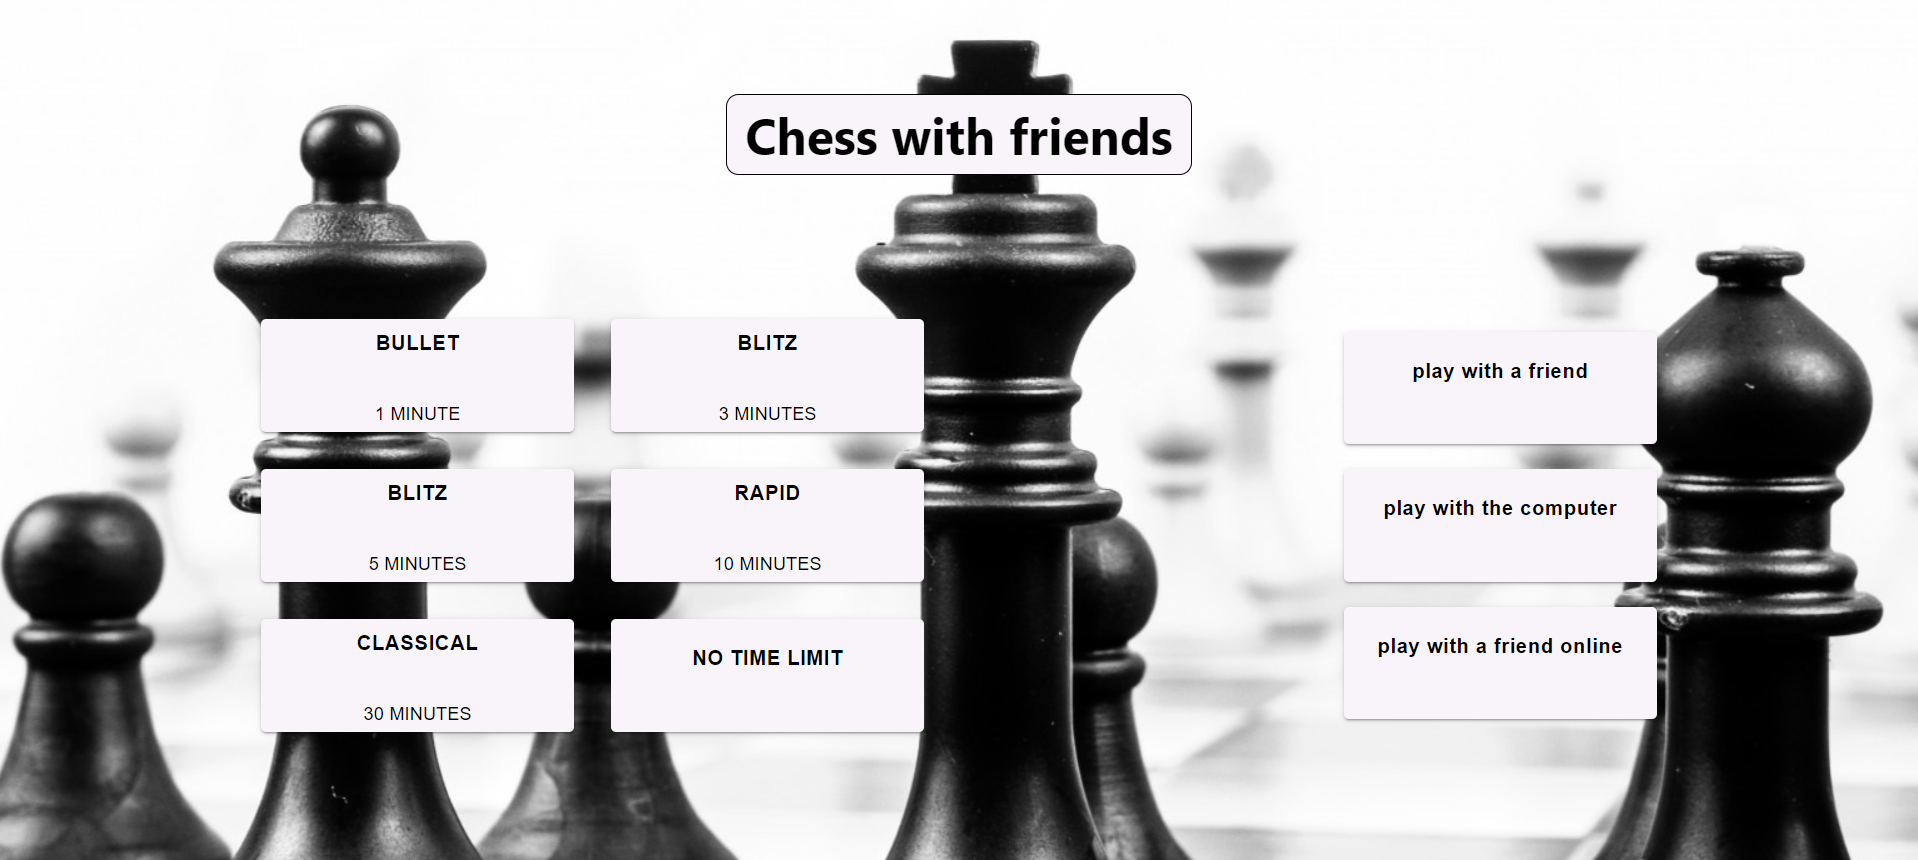 Chess with friends
BULLET
1 MINUTE
BLITZ
3 MINUTES
BLITZ
5 MINUTES
RAPID
10 MINUTES
CLASSICAL
30 MINUTES
NO TIME LIMIT
play with a friend
play with the computer
play with a friend online